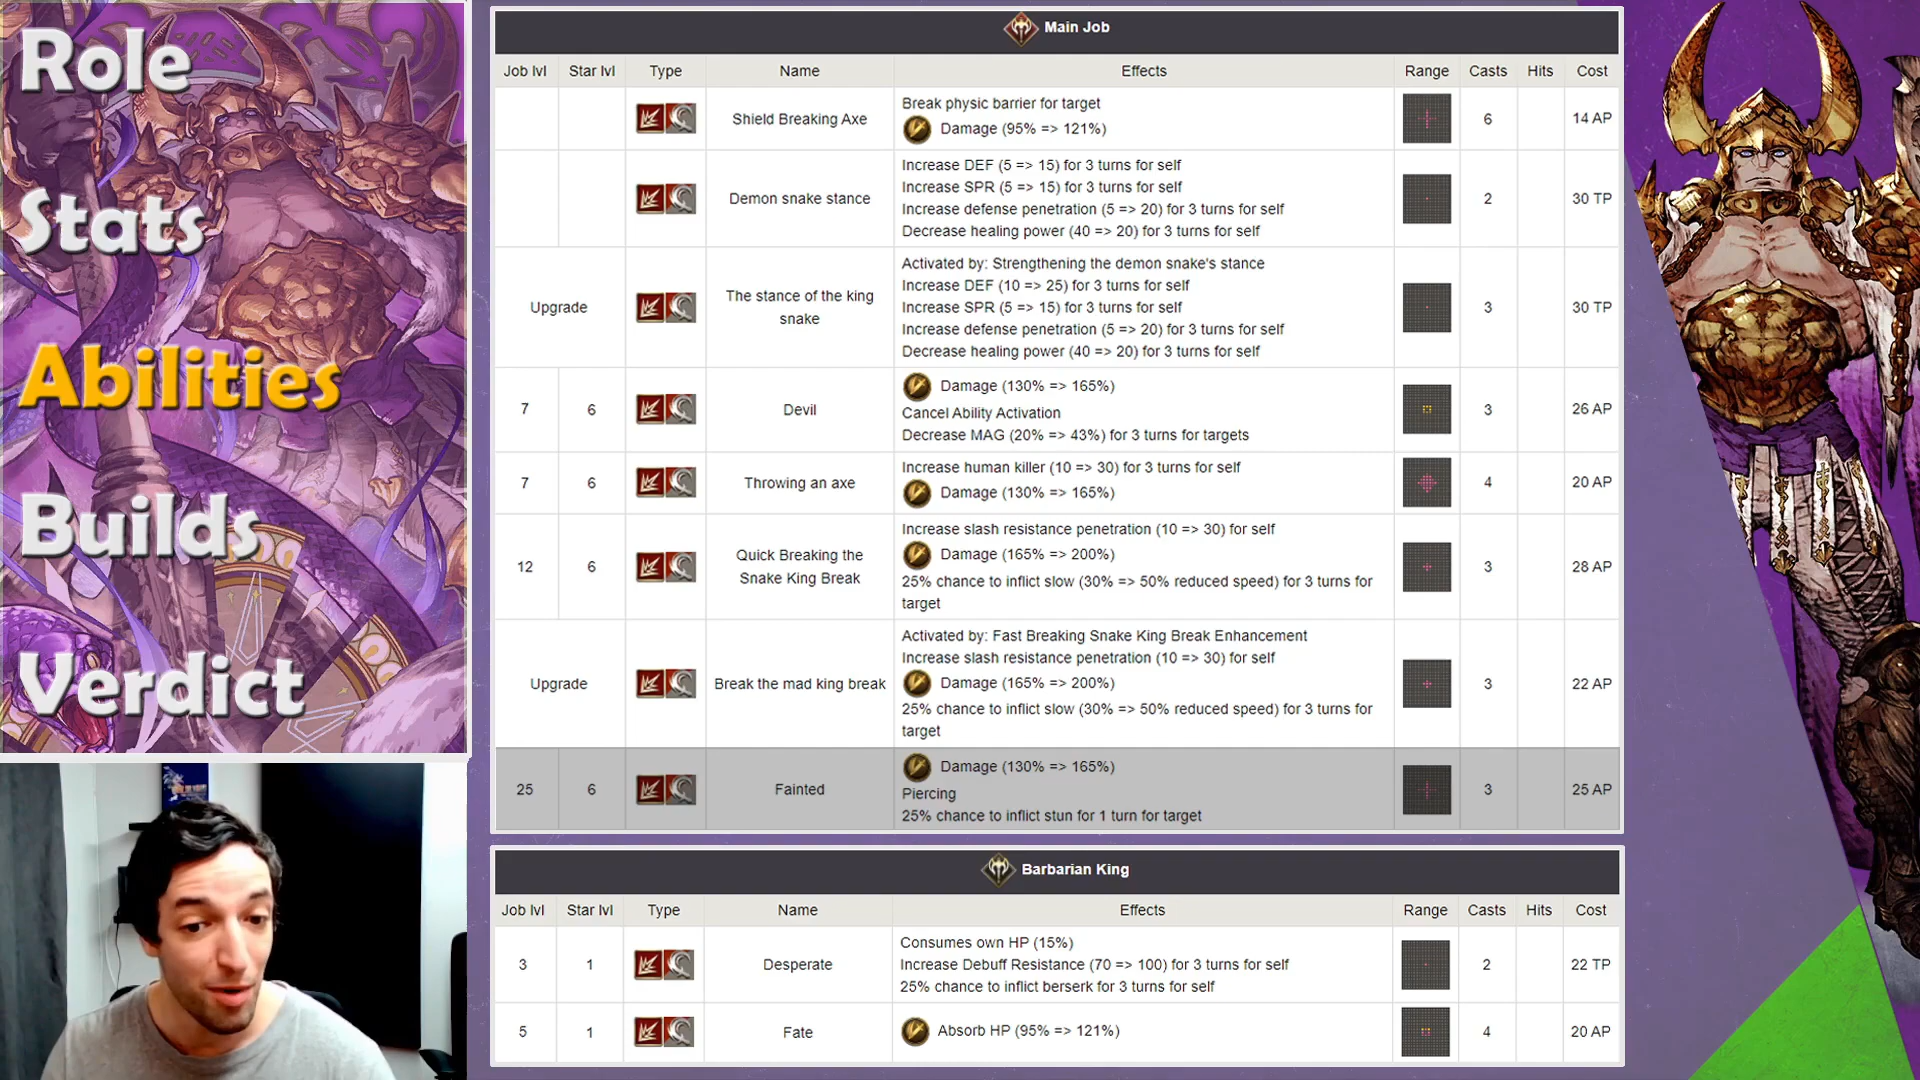 Role
Stats
Abilities
Builds
Verdict
Main Job
Job lvl Star lvl Type Name Effects Range Casts Hits Cost
Shield Breaking Axe
Break physic barrier for target
Damage (95% => 121%)
6 14 AP
Demon snake stance
Increase DEF (5 => 15) for 3 turns for self
Increase SPR (5 => 15) for 3 turns for self
Increase defense penetration (5 => 20) for 3 turns for self
Decrease healing power (40 => 20) for 3 turns for self
2 30 TP
Upgrade
The stance of the king
snake
Activated by: Strengthening the demon snake's stance
Increase DEF (10 => 25) for 3 turns for self
Increase SPR (5 => 15) for 3 turns for self
Increase defense penetration (5 => 20) for 3 turns for self
Decrease healing power (40 => 20) for 3 turns for self
3 30 TP
7 6 Devil
Damage (130% => 165%)
Cancel Ability Activation
Decrease MAG (20% => 43%) for 3 turns for targets
3 26 AP
7 6 Throwing an axe
Increase human killer (10 => 30) for 3 turns for self
Damage (130% => 165%)
4 20 AP
12 6 Quick Breaking the
Snake King Break
Increase slash resistance penetration (10 => 30) for self
Damage (165% => 200%)
25% chance to inflict slow (30% => 50% reduced speed) for 3 turns for
target
3 28 AP
Upgrade
Break the mad king break
Activated by: Fast Breaking Snake King Break Enhancement
Increase slash resistance penetration (10 => 30) for self
Damage (165% => 200%)
25% chance to inflict slow (30% => 50% reduced speed) for 3 turns for
target
3 22 AP
25 6 Fainted
Damage (130% => 165%)
Piercing
25% chance to inflict stun for 1 turn for target
3 25 AP
Barbarian King
Job lvl Star lvl Type Name Effects Range Casts Hits Cost
3 1 Desperate
Consumes own HP (15%)
Increase Debuff Resistance (70 => 100) for 3 turns for self
25% chance to inflict berserk for 3 turns for self
2 22 TP
5 1 Fate
Absorb HP (95% => 121%)
4 20 AP